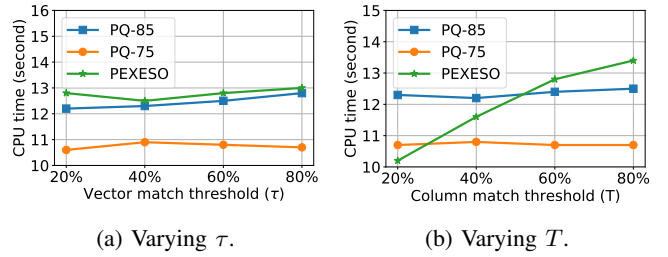 16
15
14
13
12
11
10
CPU time (second)
PQ-85
PQ-75
PEXESO
20% 40% 60% 80%
Vector match threshold (τ)
(a) Varying τ.
15
14
13
12
11
10
CPU time (second)
PQ-85
PQ-75
PEXESO
20% 40% 60% 80%
Column match threshold (T)
(b) Varying T.